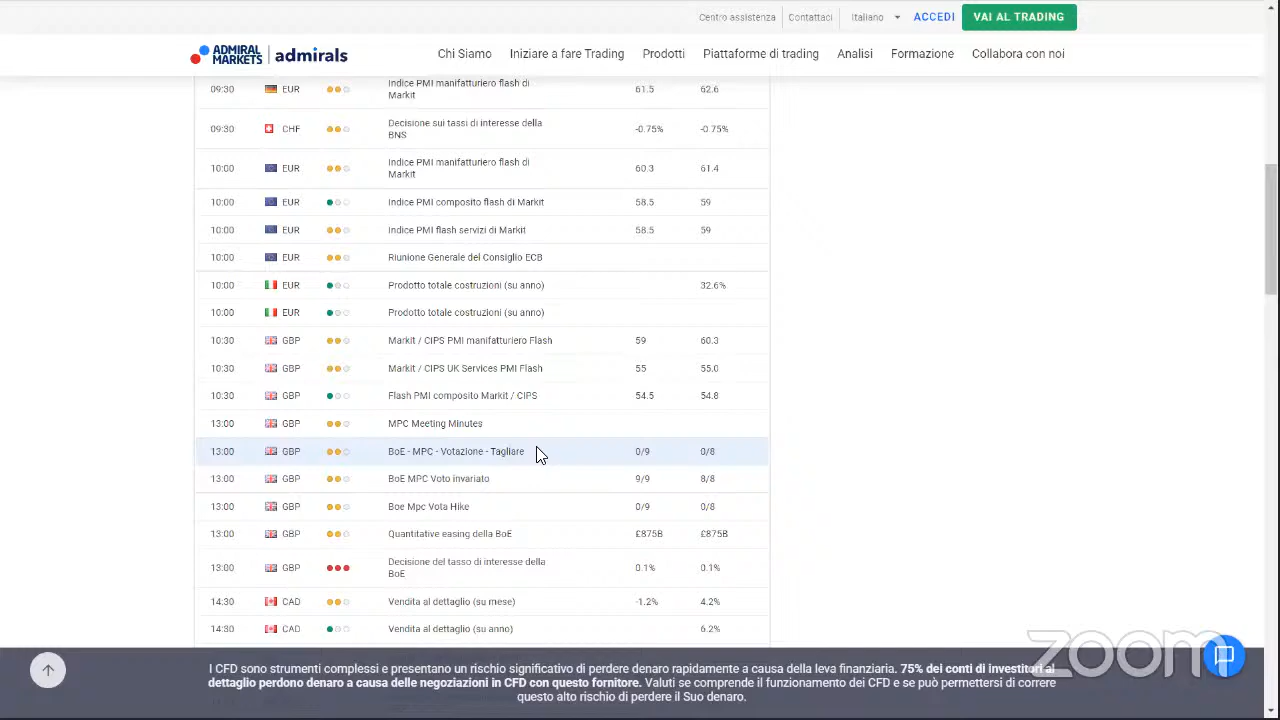 Centro assistenza Contattaci Italiano ACCEDI VAI AL TRADING
ADMIRAL MARKETS admirals Chi Siamo Iniziare a fare Trading Prodotti Piattaforme di trading Analisi Formazione Collabora con noi
09:30 EUR Indice PMI manifatturiero flash di Markit 61.5 62.6
09:30 CHF Decisione sui tassi di interesse della BNS -0.75% -0.75%
10:00 EUR Indice PMI manifatturiero flash di Markit 60.3 61.4
10:00 EUR Indice PMI composito flash di Markit 58.5 59
10:00 EUR Indice PMI flash servizi di Markit 58.5 59
10:00 EUR Riunione Generale del Consiglio ECB
10:00 EUR Prodotto totale costruzioni (su anno) 32.6%
10:00 EUR Prodotto totale costruzioni (su anno)
10:30 GBP Markit / CIPS PMI manifatturiero Flash 59 60.3
10:30 GBP Markit / CIPS UK Services PMI Flash 55 55.0
10:30 GBP Flash PMI composito Markit / CIPS 54.5 54.8
13:00 GBP MPC Meeting Minutes
13:00 GBP BoE - MPC - Votazione - Tagliare 0/9 0/8
13:00 GBP BoE MPC Voto invariato 9/9 8/8
13:00 GBP Boe Mpc Vota Hike 0/9 0/8
13:00 GBP Quantitative easing della BoE £875B £875B
13:00 GBP Decisione del tasso di interesse della BoE 0.1% 0.1%
14:30 CAD Vendita al dettaglio (su mese) -1.2% 4.2%
14:30 CAD Vendita al dettaglio (su anno) 6.2%
zoom
I CFD sono strumenti complessi e presentano un rischio significativo di perdere denaro rapidamente a causa della leva finanziaria. 75% dei conti di investitori al
dettaglio perdono denaro a causa delle negoziazioni in CFD con questo fornitore. Valuti se comprende il funzionamento dei CFD e se può permettersi di correre
questo alto rischio di perdere il Suo denaro.